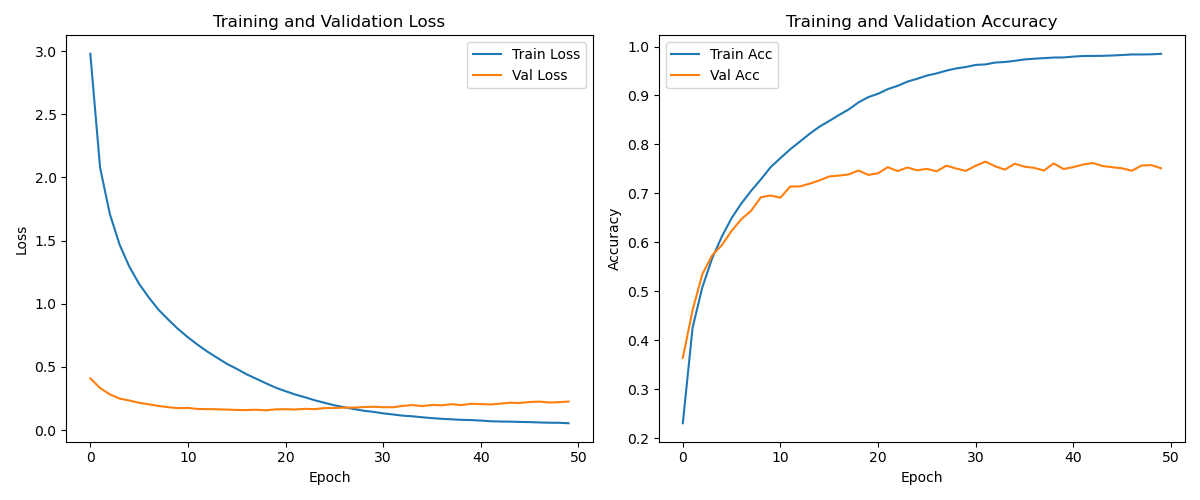 Training and Validation Loss
Train Loss
Val Loss
3.0
2.5
2.0
1.5
1.0
0.5
0.0
Loss
0 10 20 30 40 50
Epoch
Training and Validation Accuracy
Train Acc
Val Acc
1.0
0.9
0.8
0.7
0.6
0.5
0.4
0.3
0.2
Accuracy
0 10 20 30 40 50
Epoch